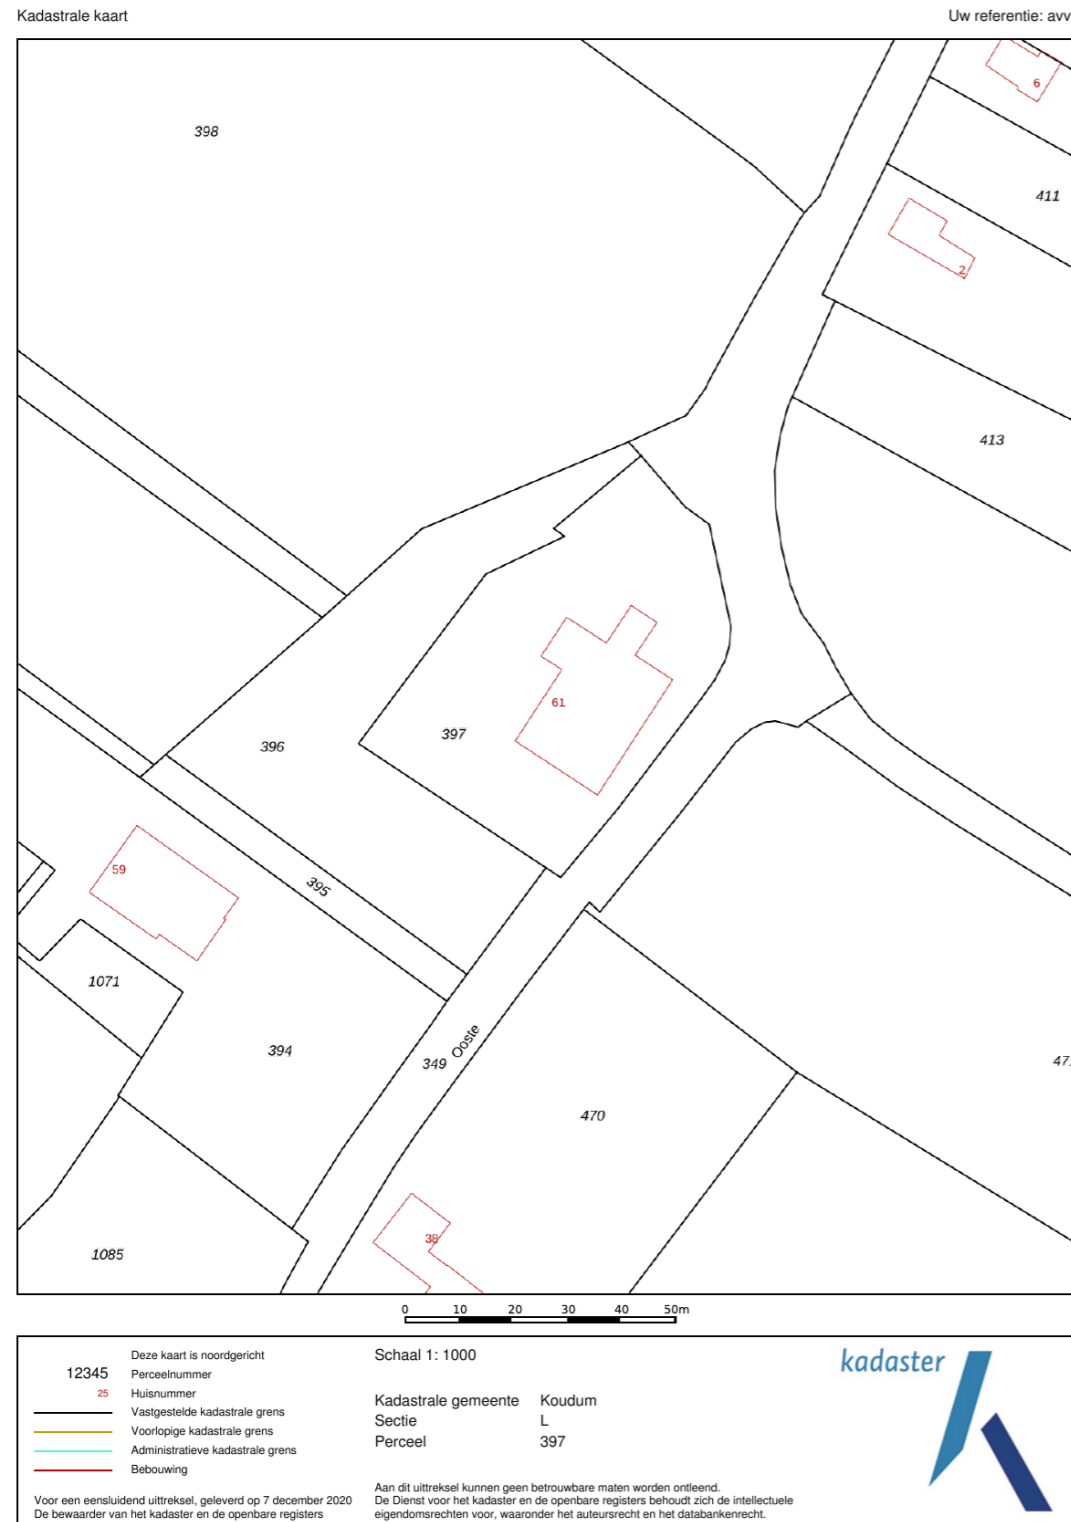 Kadastrale kaart
Uw referentie: avv
6
398
411
2
413
61
397
396
59
395
1071
394
349
Ooste
47
470
38
1085
0 10 20 30 40 50m
Deze kaart is noordgericht
12345 Perceelnummer
25 Huisnummer
Vastgestelde kadastrale grens
Voorlopige kadastrale grens
Administratieve kadastrale grens
Bebouwing
Voor een eensluidend uittreksel, geleverd op 7 december 2020
De bewaarder van het kadaster en de openbare registers
Schaal 1: 1000
Kadastrale gemeente Koudum
Sectie L
Perceel 397
Aan dit uittreksel kunnen geen betrouwbare maten worden ontleend.
De Dienst voor het kadaster en de openbare registers behoudt zich de intellectuele
eigendomsrechten voor, waaronder het auteursrecht en het databankenrecht.
kadaster